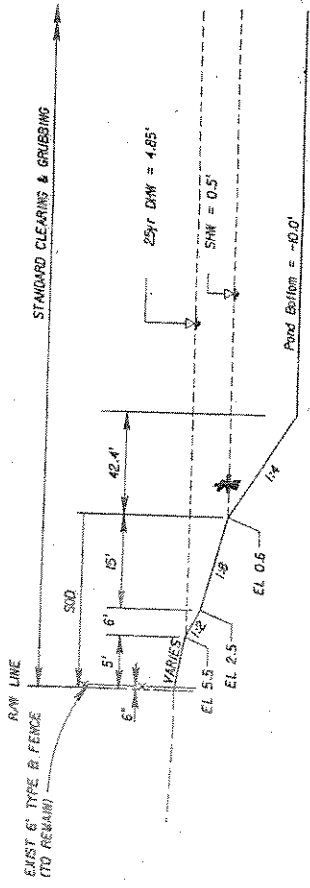 STANDARD CLEARING & GRUBBING
R/W LINE
EXIST 6' TYPE B FENCE
(TO REMAIN)
SOD
42.4'
15'
6'
5'
6"
VARIES
25yr DHW = 4.85'
SHW = 0.5'
1:2
1:8
1:4
EL 5.5
EL 2.5
EL 0.6
Pond Bottom = -10.0'